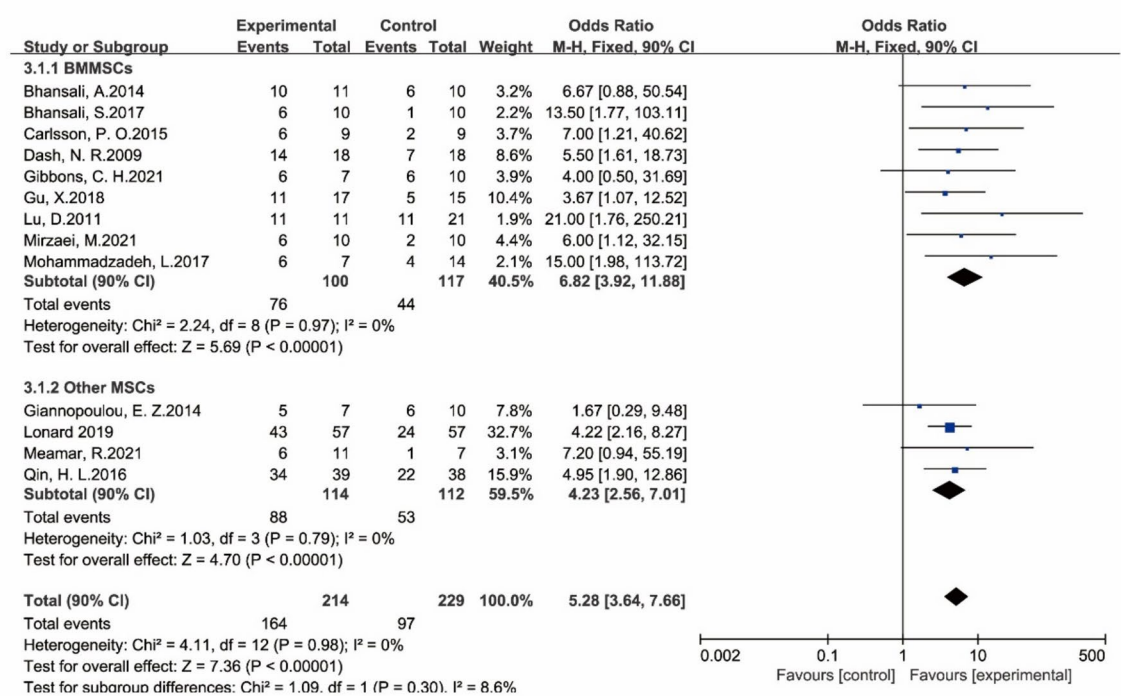 Experimental Control Odds Ratio Odds Ratio
Study or Subgroup Events Total Events Total Weight M-H, Fixed, 90% CI M-H, Fixed, 90% CI
3.1.1 BMMSCs
Bhansali, A.2014 10 11 6 10 3.2% 6.67 [0.88, 50.54]
Bhansali, S.2017 6 10 1 10 2.2% 13.50 [1.77, 103.11]
Carlsson, P. O.2015 6 9 2 9 3.7% 7.00 [1.21, 40.62]
Dash, N. R.2009 14 18 7 18 8.6% 5.50 [1.61, 18.73]
Gibbons, C. H.2021 6 7 6 10 3.9% 4.00 [0.50, 31.69]
Gu, X.2018 11 17 5 15 10.4% 3.67 [1.07, 12.52]
Lu, D.2011 11 11 11 21 1.9% 21.00 [1.76, 250.21]
Mirzaei, M.2021 6 10 2 10 4.4% 6.00 [1.12, 32.15]
Mohammadzadeh, L.2017 6 7 4 14 2.1% 15.00 [1.98, 113.72]
Subtotal (90% CI) 100 117 40.5% 6.82 [3.92, 11.88]
Total events 76 44
Heterogeneity: Chi² = 2.24, df = 8 (P = 0.97); I² = 0%
Test for overall effect: Z = 5.69 (P < 0.00001)
3.1.2 Other MSCs
Giannopoulou, E. Z.2014 5 7 6 10 7.8% 1.67 [0.29, 9.48]
Lonard 2019 43 57 24 57 32.7% 4.22 [2.16, 8.27]
Meamar, R.2021 6 11 1 7 3.1% 7.20 [0.94, 55.19]
Qin, H. L.2016 34 39 22 38 15.9% 4.95 [1.90, 12.86]
Subtotal (90% CI) 114 112 59.5% 4.23 [2.56, 7.01]
Total events 88 53
Heterogeneity: Chi² = 1.03, df = 3 (P = 0.79); I² = 0%
Test for overall effect: Z = 4.70 (P < 0.00001)
Total (90% CI) 214 229 100.0% 5.28 [3.64, 7.66]
Total events 164 97
Heterogeneity: Chi² = 4.11, df = 12 (P = 0.98); I² = 0%
Test for overall effect: Z = 7.36 (P < 0.00001)
Test for subgroup differences: Chi² = 1.09, df = 1 (P = 0.30), I² = 8.6%
0.002 0.1 1 10 500
Favours [control] Favours [experimental]